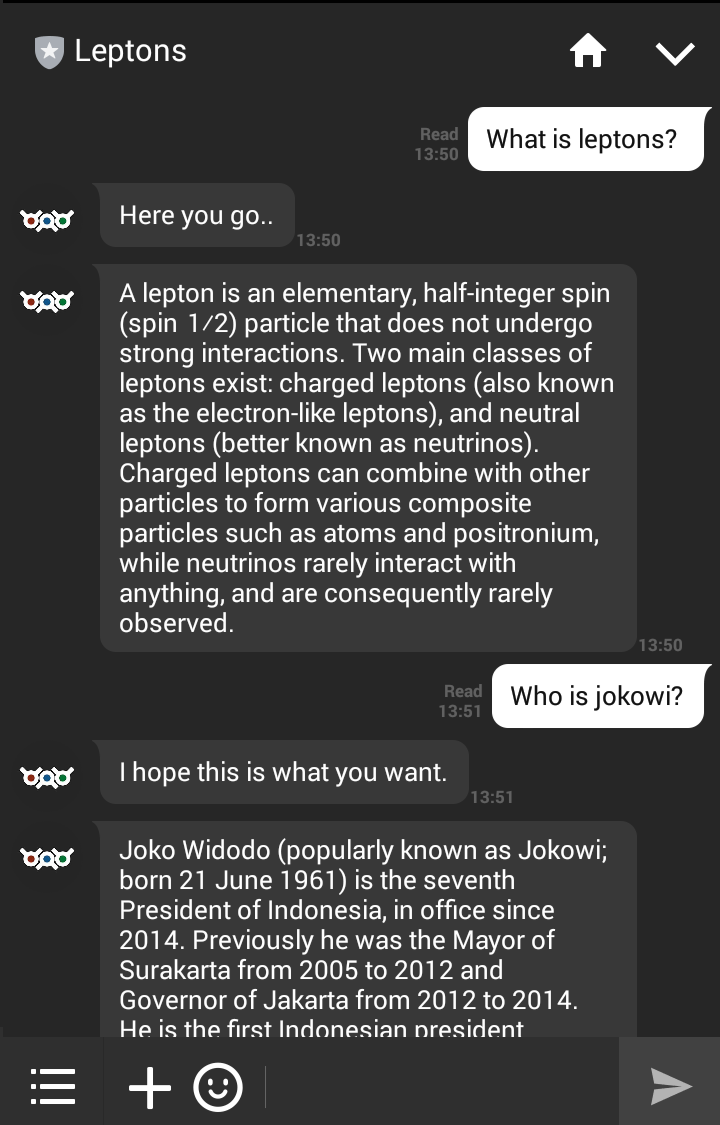 Leptons
Read
13:50
What is leptons?
Here you go..
13:50
A lepton is an elementary, half-integer spin
(spin 1⁄2) particle that does not undergo
strong interactions. Two main classes of
leptons exist: charged leptons (also known
as the electron-like leptons), and neutral
leptons (better known as neutrinos).
Charged leptons can combine with other
particles to form various composite
particles such as atoms and positronium,
while neutrinos rarely interact with
anything, and are consequently rarely
observed.
13:50
Read
13:51
Who is jokowi?
I hope this is what you want.
13:51
Joko Widodo (popularly known as Jokowi;
born 21 June 1961) is the seventh
President of Indonesia, in office since
2014. Previously he was the Mayor of
Surakarta from 2005 to 2012 and
Governor of Jakarta from 2012 to 2014.
He is the first Indonesian president